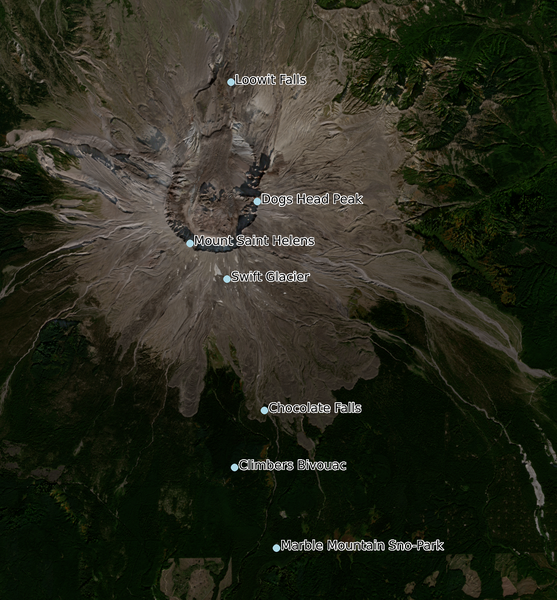 Loowit Falls
Dogs Head Peak
Mount Saint Helens
Swift Glacier
Chocolate Falls
Climbers Bivouac
Marble Mountain Sno-Park